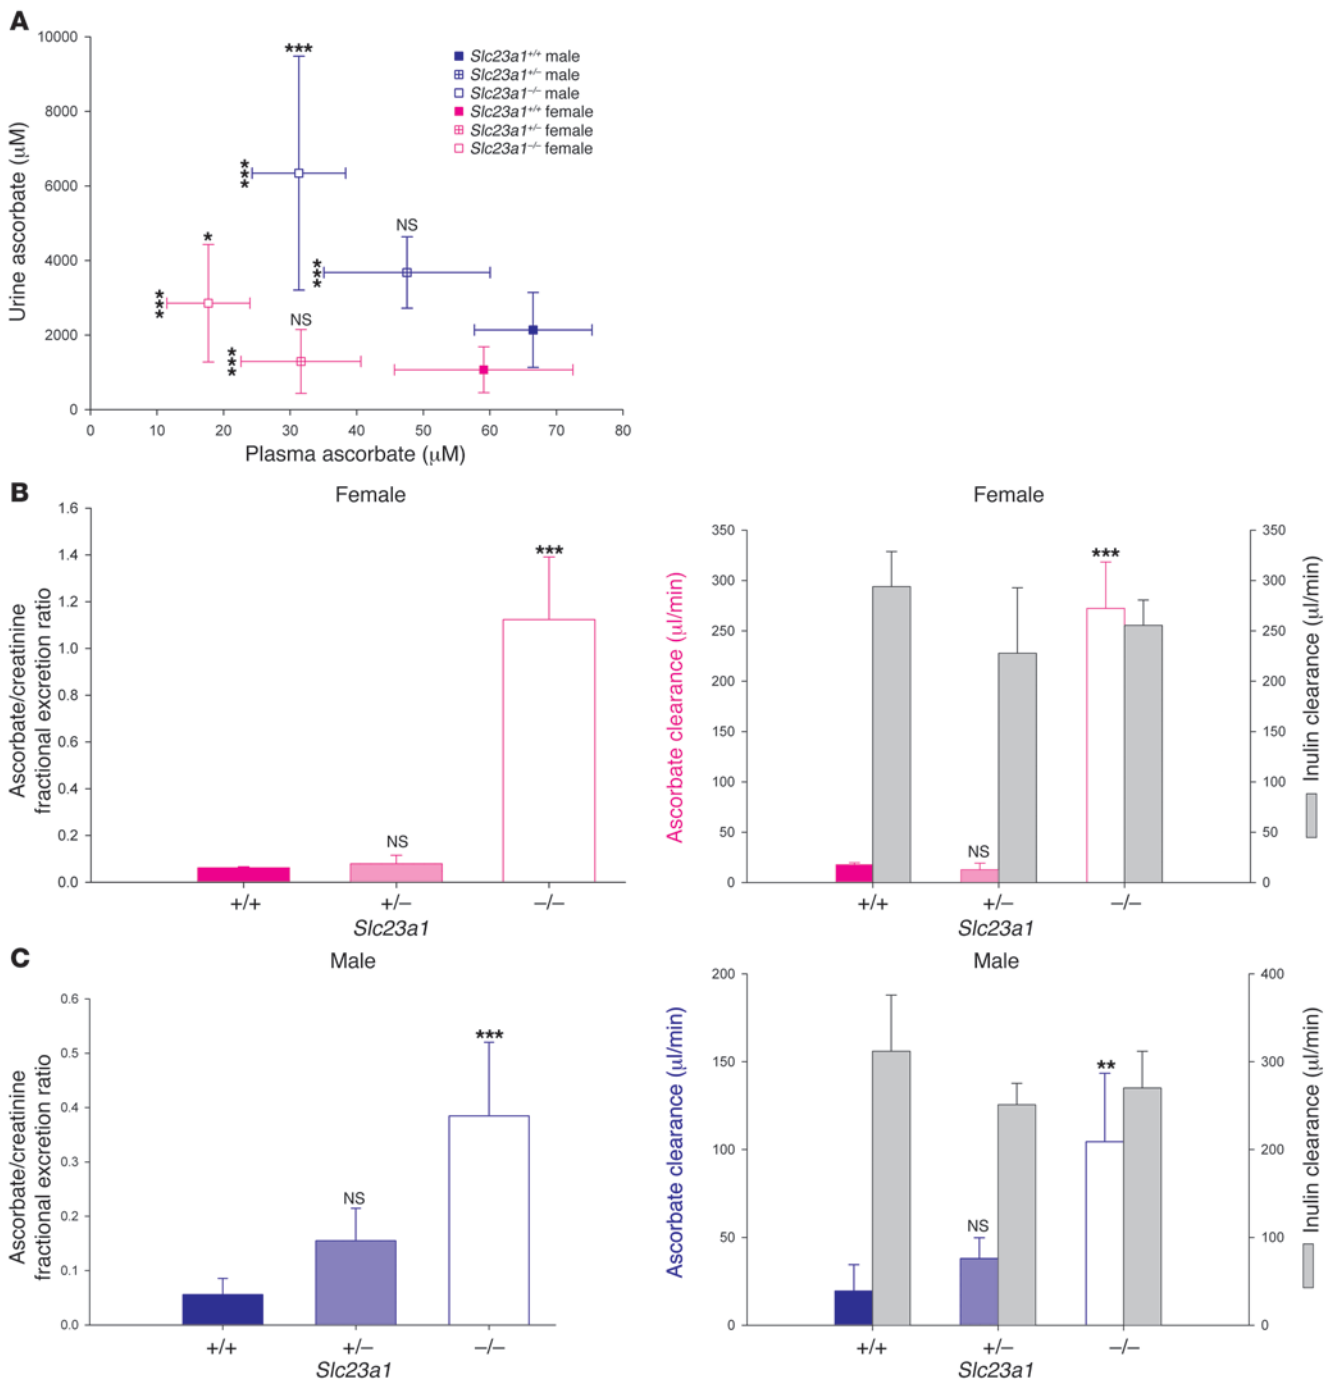 A
10000
8000
6000
4000
2000
0
Urine ascorbate (μM)
0 10 20 30 40 50 60 70 80
Plasma ascorbate (μM)
***
***
*
***
NS
***
NS
***
Slc23a1+/+ male
Slc23a1+/– male
Slc23a1–/– male
Slc23a1+/+ female
Slc23a1+/– female
Slc23a1–/– female
B
Female
1.6
1.4
1.2
1.0
0.8
0.6
0.4
0.2
0.0
Ascorbate/creatinine
fractional excretion ratio
NS
***
+/+ +/– –/–
Slc23a1
Female
350
300
250
200
150
100
50
0
Ascorbate clearance (μl/min)
NS
***
350
300
250
200
150
100
50
0
Inulin clearance (μl/min)
+/+ +/– –/–
Slc23a1
C
Male
0.6
0.5
0.4
0.3
0.2
0.1
0.0
Ascorbate/creatinine
fractional excretion ratio
NS
***
+/+ +/– –/–
Slc23a1
Male
200
150
100
50
0
Ascorbate clearance (μl/min)
NS
**
400
300
200
100
0
Inulin clearance (μl/min)
+/+ +/– –/–
Slc23a1